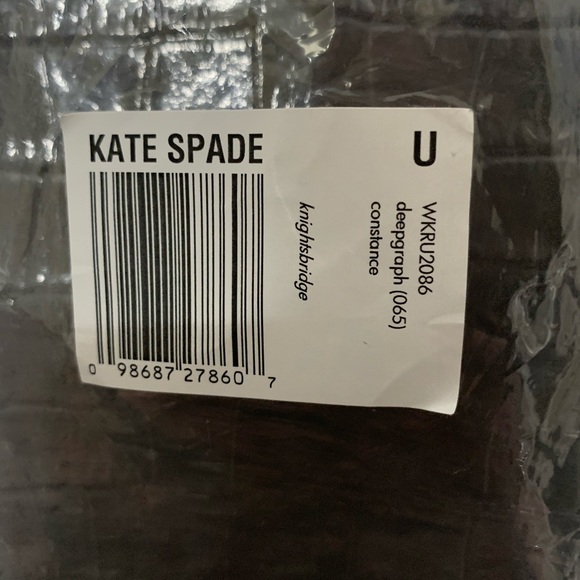 KATE SPADE
U
0 98687 27860 7
knightsbridge
WKRU2086
deepgraph (065)
constance